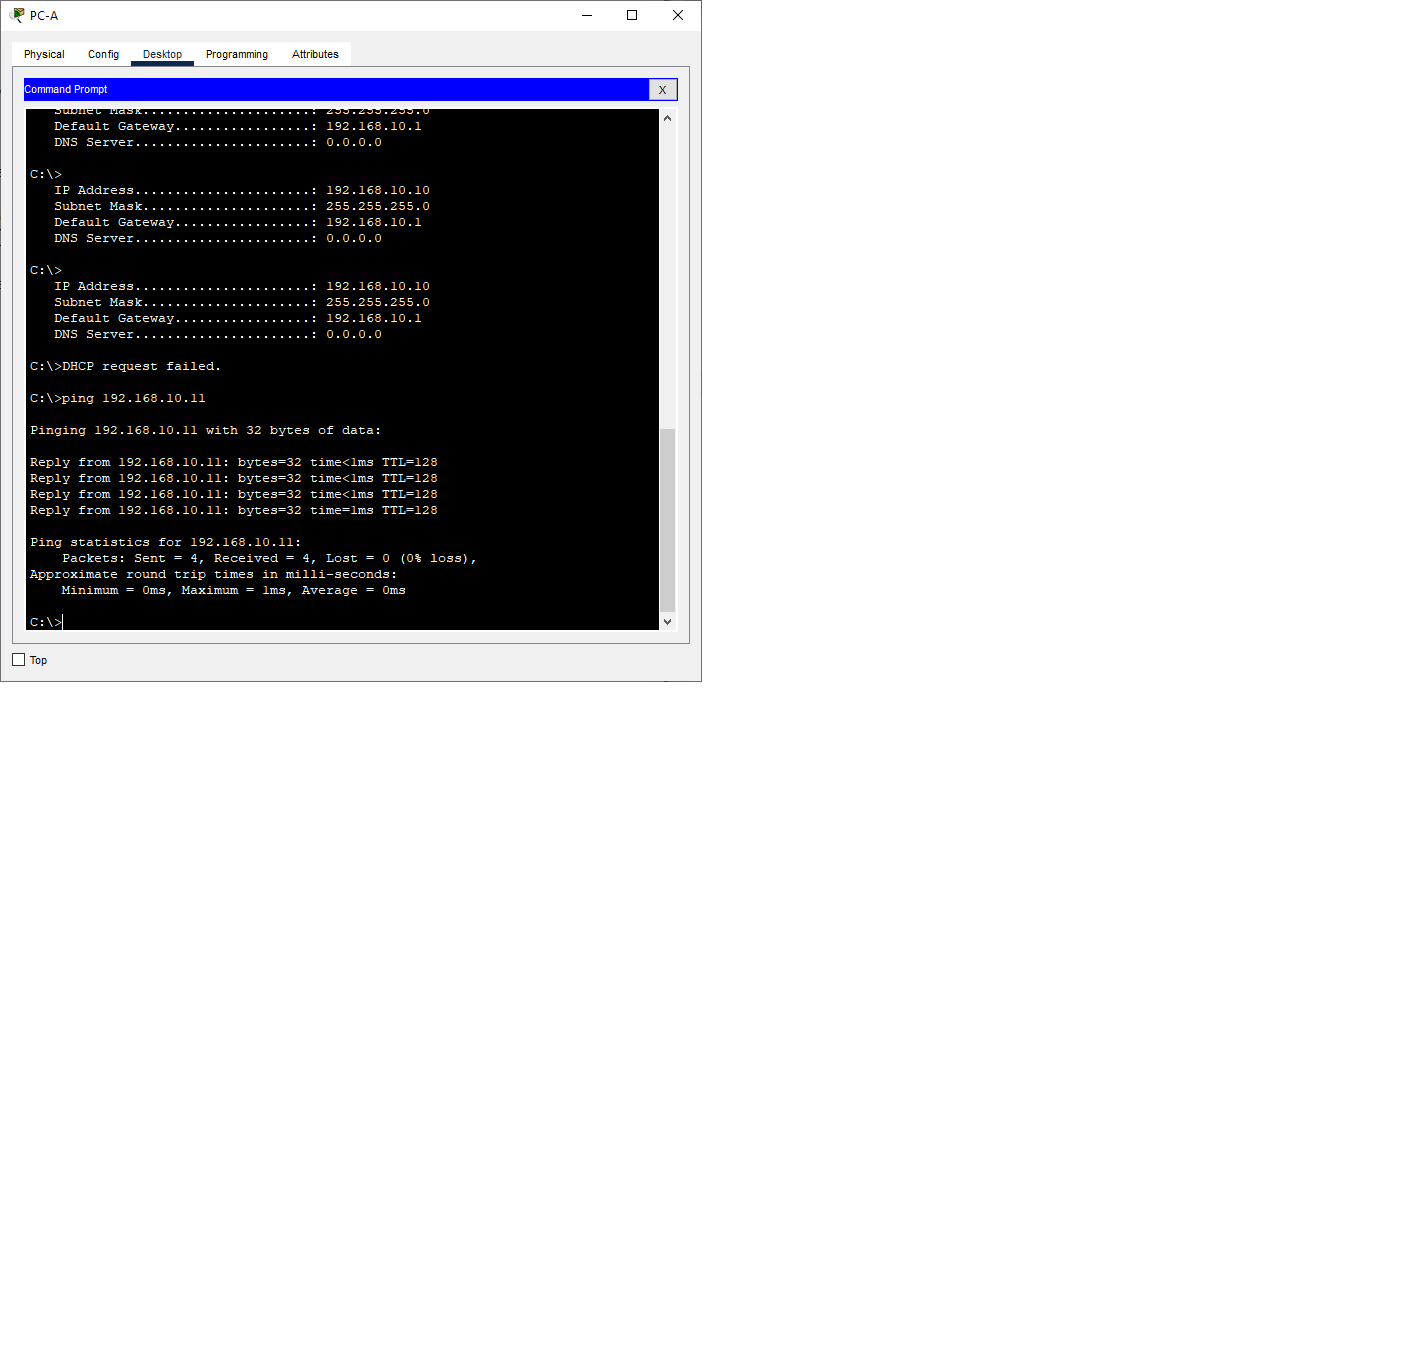 PC-A
Physical Config Desktop Programming Attributes
Command Prompt X
Subnet Mask.....................: 255.255.255.0
Default Gateway.................: 192.168.10.1
DNS Server......................: 0.0.0.0
C:\>
IP Address......................: 192.168.10.10
Subnet Mask.....................: 255.255.255.0
Default Gateway.................: 192.168.10.1
DNS Server......................: 0.0.0.0
C:\>
IP Address......................: 192.168.10.10
Subnet Mask.....................: 255.255.255.0
Default Gateway.................: 192.168.10.1
DNS Server......................: 0.0.0.0
C:\>DHCP request failed.
C:\>ping 192.168.10.11
Pinging 192.168.10.11 with 32 bytes of data:
Reply from 192.168.10.11: bytes=32 time<1ms TTL=128
Reply from 192.168.10.11: bytes=32 time<1ms TTL=128
Reply from 192.168.10.11: bytes=32 time<1ms TTL=128
Reply from 192.168.10.11: bytes=32 time=1ms TTL=128
Ping statistics for 192.168.10.11:
Packets: Sent = 4, Received = 4, Lost = 0 (0% loss),
Approximate round trip times in milli-seconds:
Minimum = 0ms, Maximum = 1ms, Average = 0ms
C:\>
Top